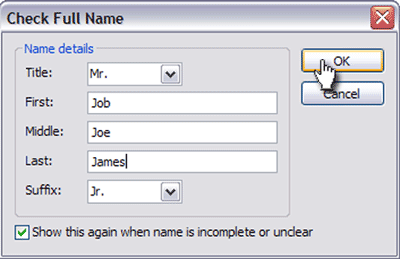 Check Full Name
Name details
Title: Mr.
First: Job
Middle: Joe
Last: James
Suffix: Jr.
OK
Cancel
Show this again when name is incomplete or unclear